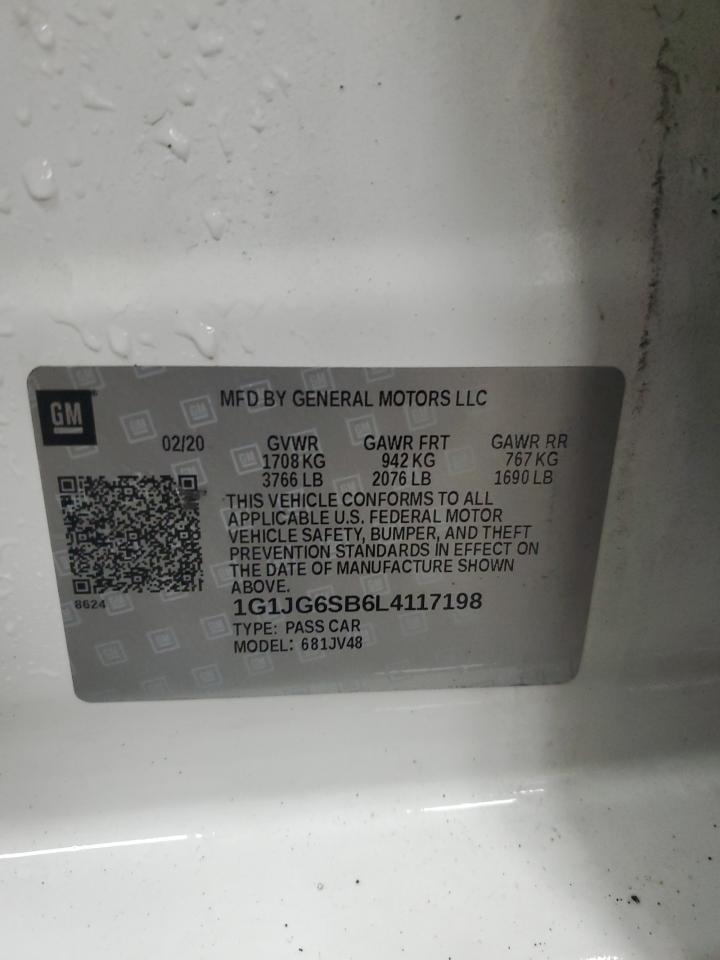 GM
MFD BY GENERAL MOTORS LLC
02/20 GVWR GAWR FRT GAWR RR
1708 KG 942 KG 767 KG
3766 LB 2076 LB 1690 LB
THIS VEHICLE CONFORMS TO ALL
APPLICABLE U.S. FEDERAL MOTOR
VEHICLE SAFETY, BUMPER, AND THEFT
PREVENTION STANDARDS IN EFFECT ON
THE DATE OF MANUFACTURE SHOWN
ABOVE.
8624
1G1JG6SB6L4117198
TYPE: PASS CAR
MODEL: 681JV48